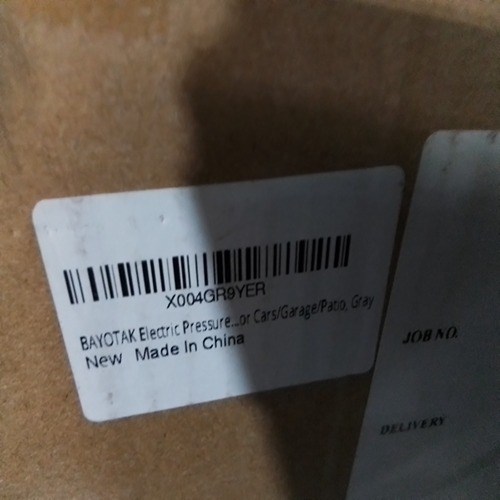 X004GR9YER
BAYOTAK Electric Pressure...or Cars/Garage/Patio, Gray
New Made In China
JOB NO.
DELIVERY